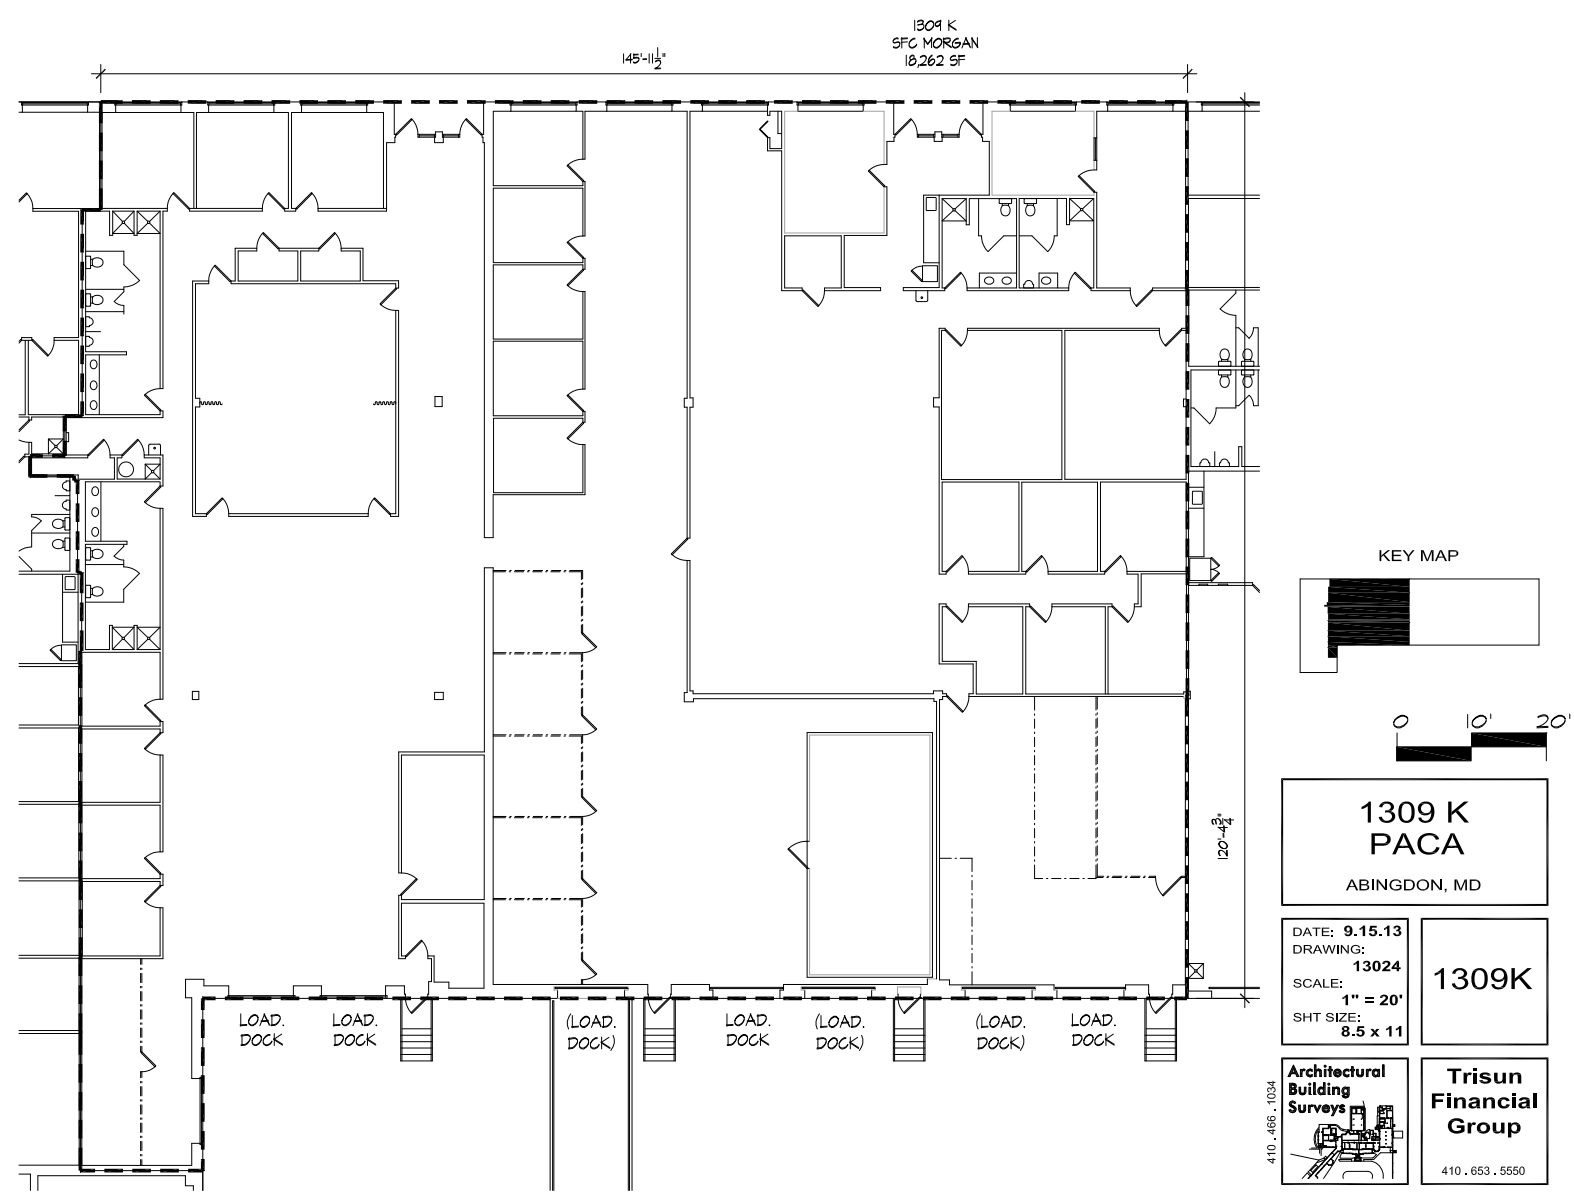 1309 K
SFC MORGAN
18,262 SF
145'-11½"
KEY MAP
0 10' 20'
120'-4¾"
1309 K
PACA
ABINGDON, MD
DATE: 9.15.13
DRAWING:
13024
SCALE:
1" = 20'
SHT SIZE:
8.5 x 11
1309K
LOAD.
DOCK
LOAD.
DOCK
(LOAD.
DOCK)
LOAD.
DOCK
(LOAD.
DOCK)
(LOAD.
DOCK)
LOAD.
DOCK
410 . 466 . 1034
Architectural
Building
Surveys
Trisun
Financial
Group
410 . 653 . 5550